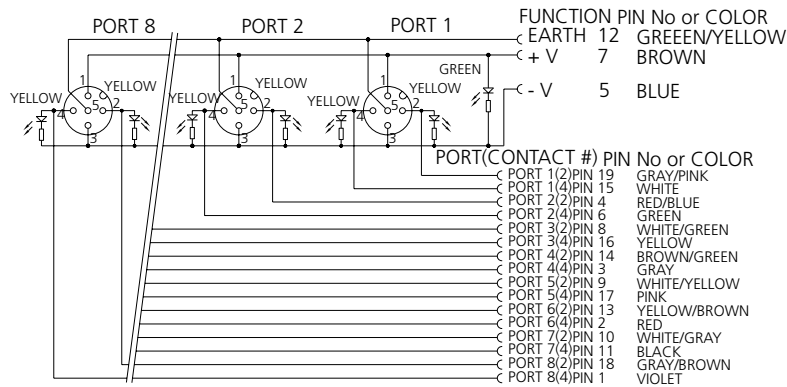 PORT 8 PORT 2 PORT 1
FUNCTION PIN No or COLOR
EARTH 12 GREEEN/YELLOW
+ V 7 BROWN
- V 5 BLUE
GREEN
YELLOW YELLOW
1 2 3 4 5
YELLOW YELLOW
1 2 3 4 5
YELLOW YELLOW
1 2 3 4 5
PORT(CONTACT #) PIN No or COLOR
PORT 1(2)PIN 19 GRAY/PINK
PORT 1(4)PIN 15 WHITE
PORT 2(2)PIN 4 RED/BLUE
PORT 2(4)PIN 6 GREEN
PORT 3(2)PIN 8 WHITE/GREEN
PORT 3(4)PIN 16 YELLOW
PORT 4(2)PIN 14 BROWN/GREEN
PORT 4(4)PIN 3 GRAY
PORT 5(2)PIN 9 WHITE/YELLOW
PORT 5(4)PIN 17 PINK
PORT 6(2)PIN 13 YELLOW/BROWN
PORT 6(4)PIN 2 RED
PORT 7(2)PIN 10 WHITE/GRAY
PORT 7(4)PIN 11 BLACK
PORT 8(2)PIN 18 GRAY/BROWN
PORT 8(4)PIN 1 VIOLET